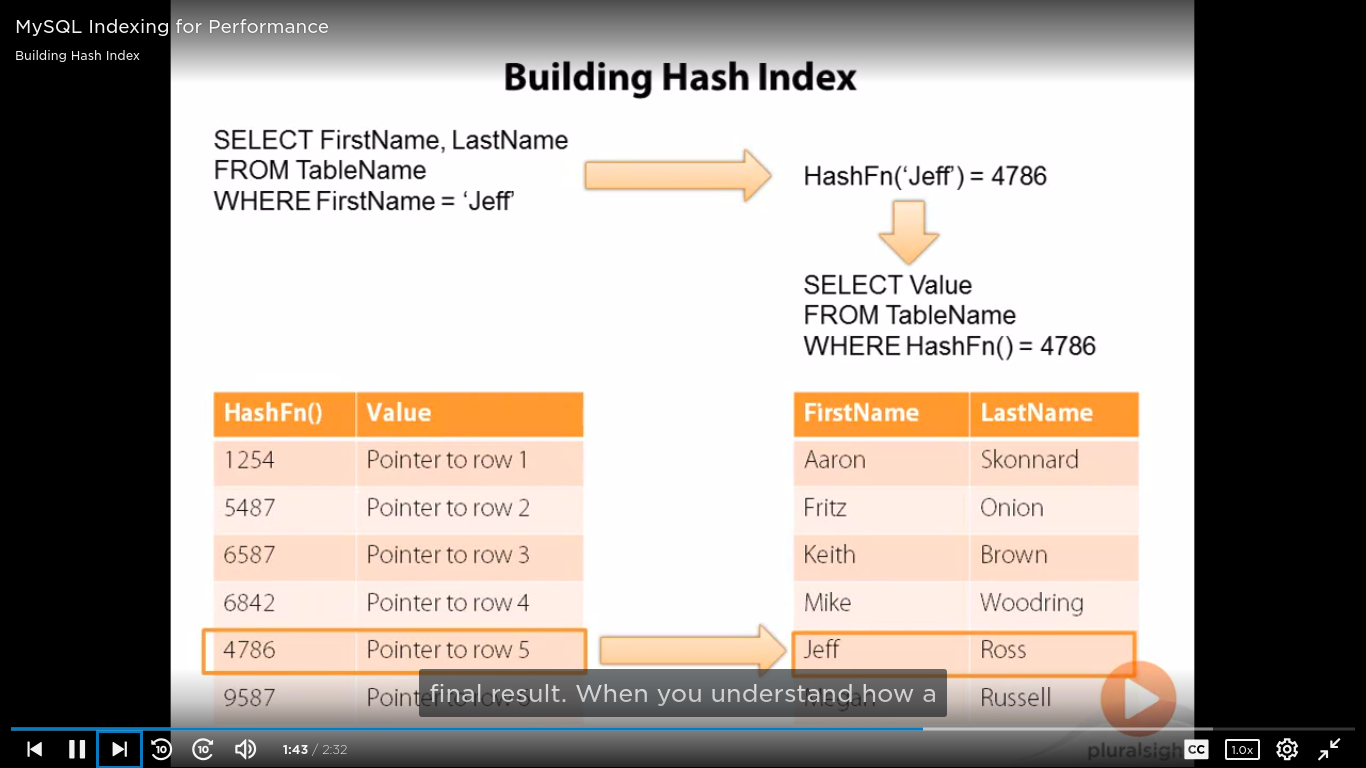 MySQL Indexing for Performance
Building Hash Index
Building Hash Index
SELECT FirstName, LastName
FROM TableName
WHERE FirstName = ‘Jeff’
HashFn(‘Jeff’) = 4786
SELECT Value
FROM TableName
WHERE HashFn() = 4786
HashFn() Value
1254 Pointer to row 1
5487 Pointer to row 2
6587 Pointer to row 3
6842 Pointer to row 4
4786 Pointer to row 5
9587
FirstName LastName
Aaron Skonnard
Fritz Onion
Keith Brown
Mike Woodring
Jeff Ross
Megan Russell
final result. When you understand how a
pluralsigh
10
10
1:43 / 2:32
CC
1.0x